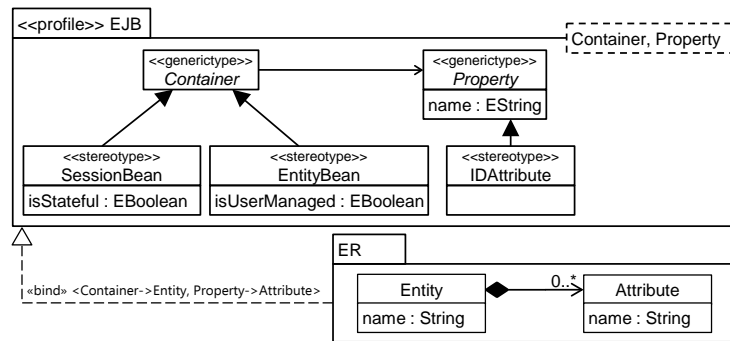 <<profile>> EJB
Container, Property
<<generictype>>
Container
<<generictype>>
Property
name : EString
<<stereotype>>
SessionBean
isStateful : EBoolean
<<stereotype>>
EntityBean
isUserManaged : EBoolean
<<stereotype>>
IDAttribute
ER
«bind» <Container->Entity, Property->Attribute>
Entity
name : String
0..*
Attribute
name : String